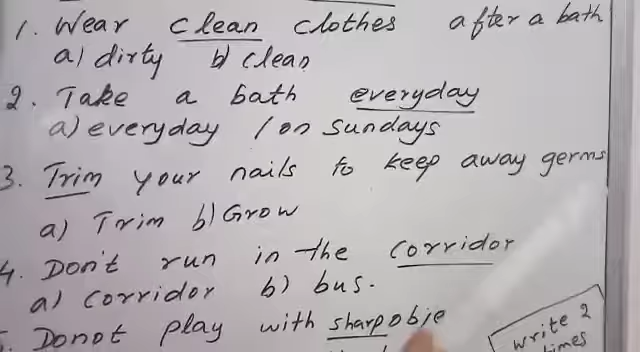 1. Wear clean clothes after a bath
a) dirty b) clean
2. Take a bath everyday
a) everyday / on Sundays
3. Trim your nails to keep away germs
a) Trim b) Grow
4. Don't run in the corridor
a) corridor b) bus.
Donot play with sharp obje
write 2
times